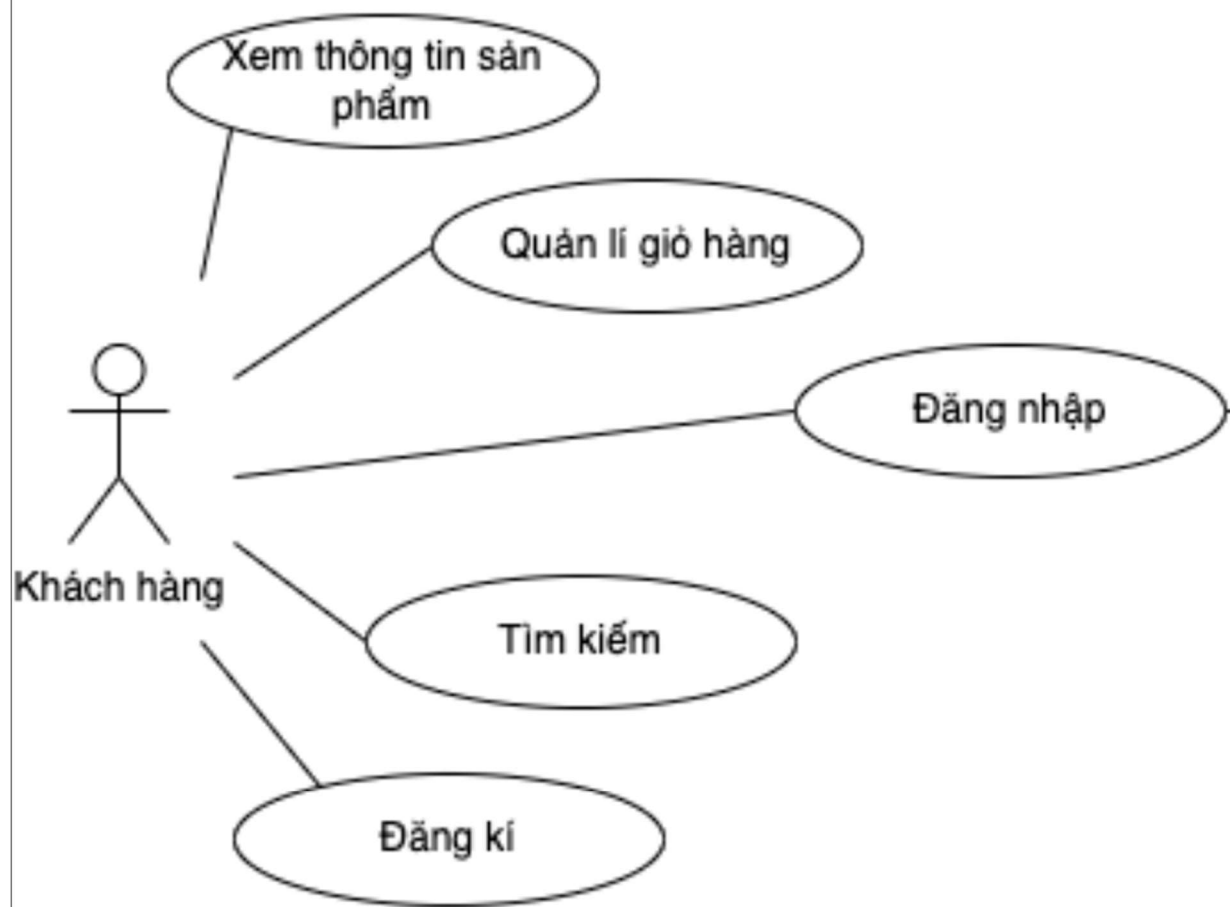 Xem thông tin sản
phẩm
Quản lí giỏ hàng
Đăng nhập
Khách hàng
Tìm kiếm
Đăng kí